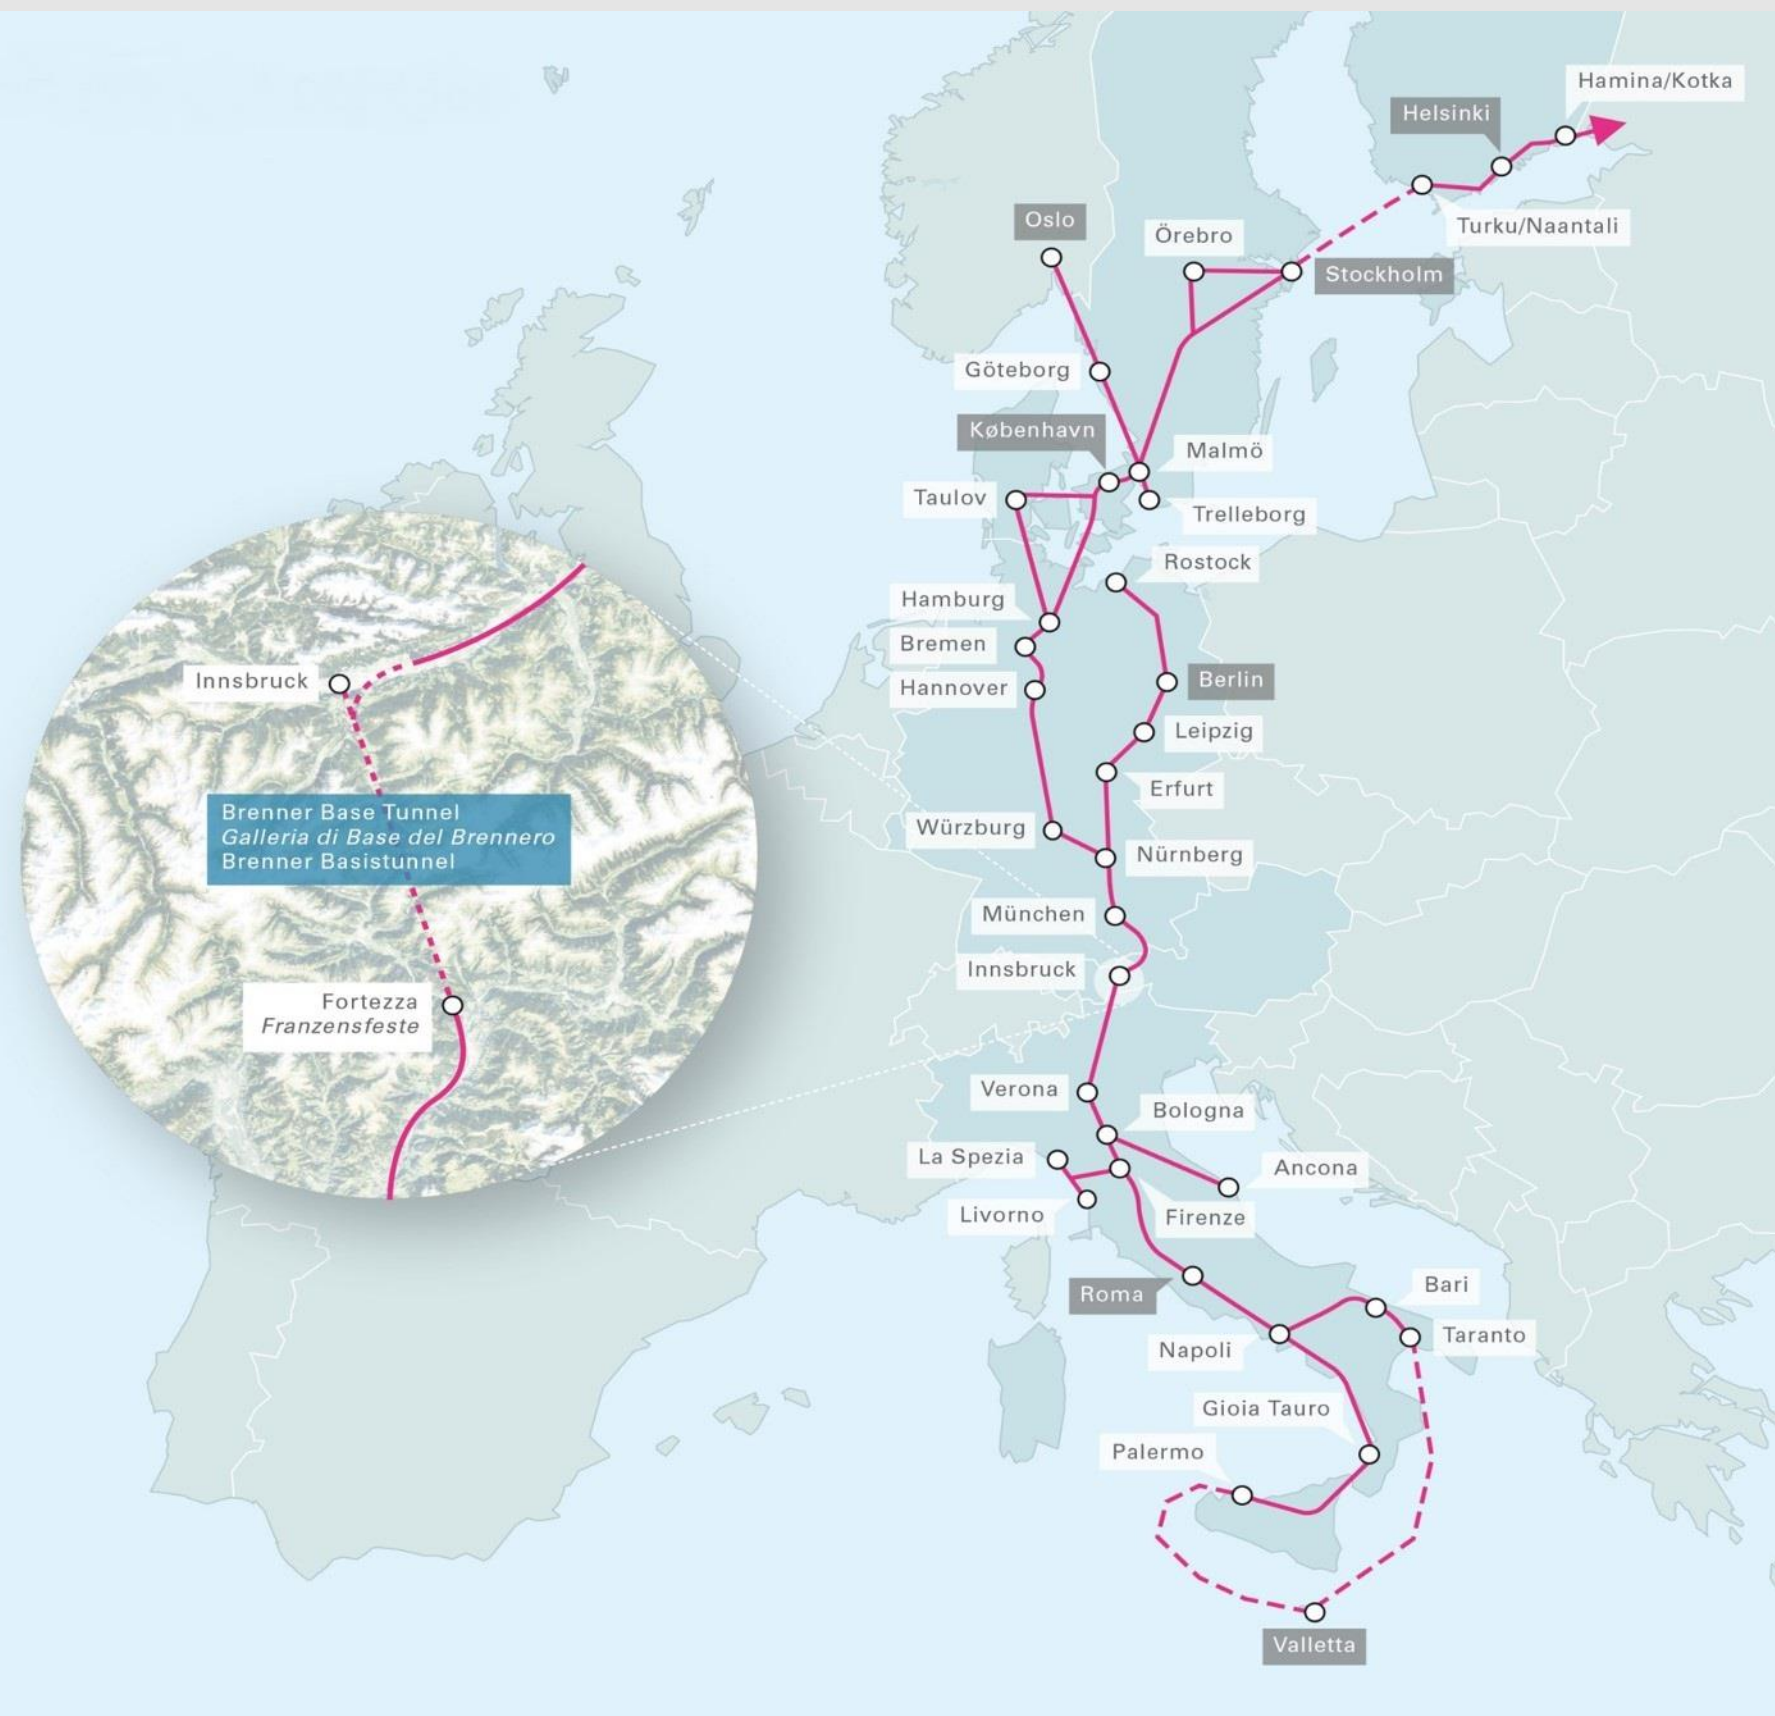 Hamina/Kotka
Helsinki
Turku/Naantali
Oslo
Örebro
Stockholm
Göteborg
København
Malmö
Taulov
Trelleborg
Rostock
Hamburg
Bremen
Berlin
Hannover
Leipzig
Erfurt
Würzburg
Nürnberg
München
Innsbruck
Innsbruck
Brenner Base Tunnel
Galleria di Base del Brennero
Brenner Basistunnel
Fortezza
Franzensfeste
Verona
Bologna
La Spezia
Ancona
Livorno
Firenze
Roma
Bari
Taranto
Napoli
Gioia Tauro
Palermo
Valletta